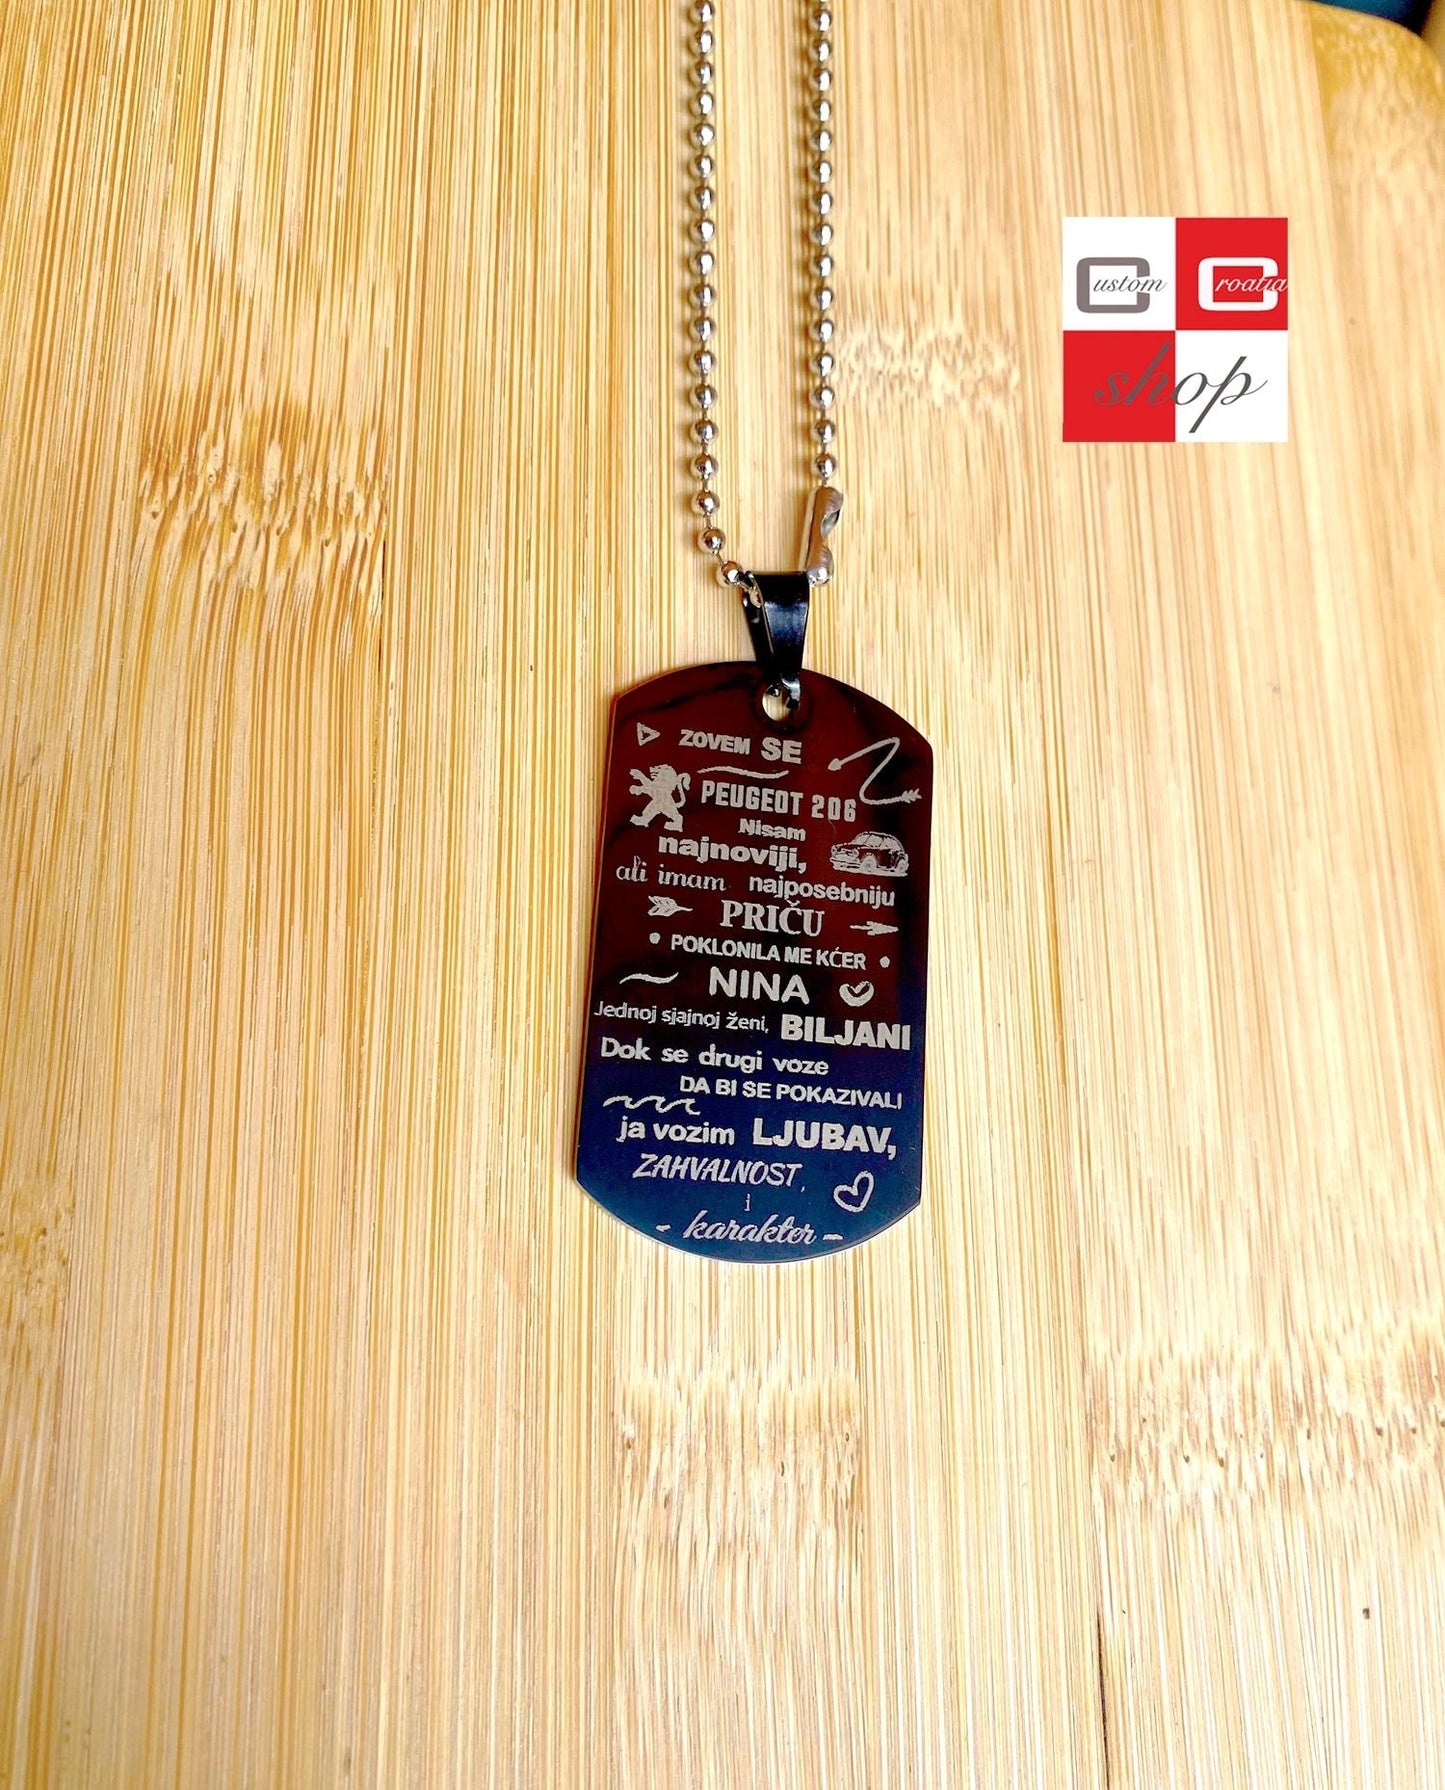 Custom Croatia
shop
ZOVEM SE
PEUGEOT 206
Nisam
najnoviji,
ali imam najposebniju
PRIČU
• POKLONILA ME KĆER •
NINA
Jednoj sjajnoj ženi, BILJANI
Dok se drugi voze
DA BI SE POKAZIVALI
ja vozim LJUBAV,
ZAHVALNOST,
i
- karakter -